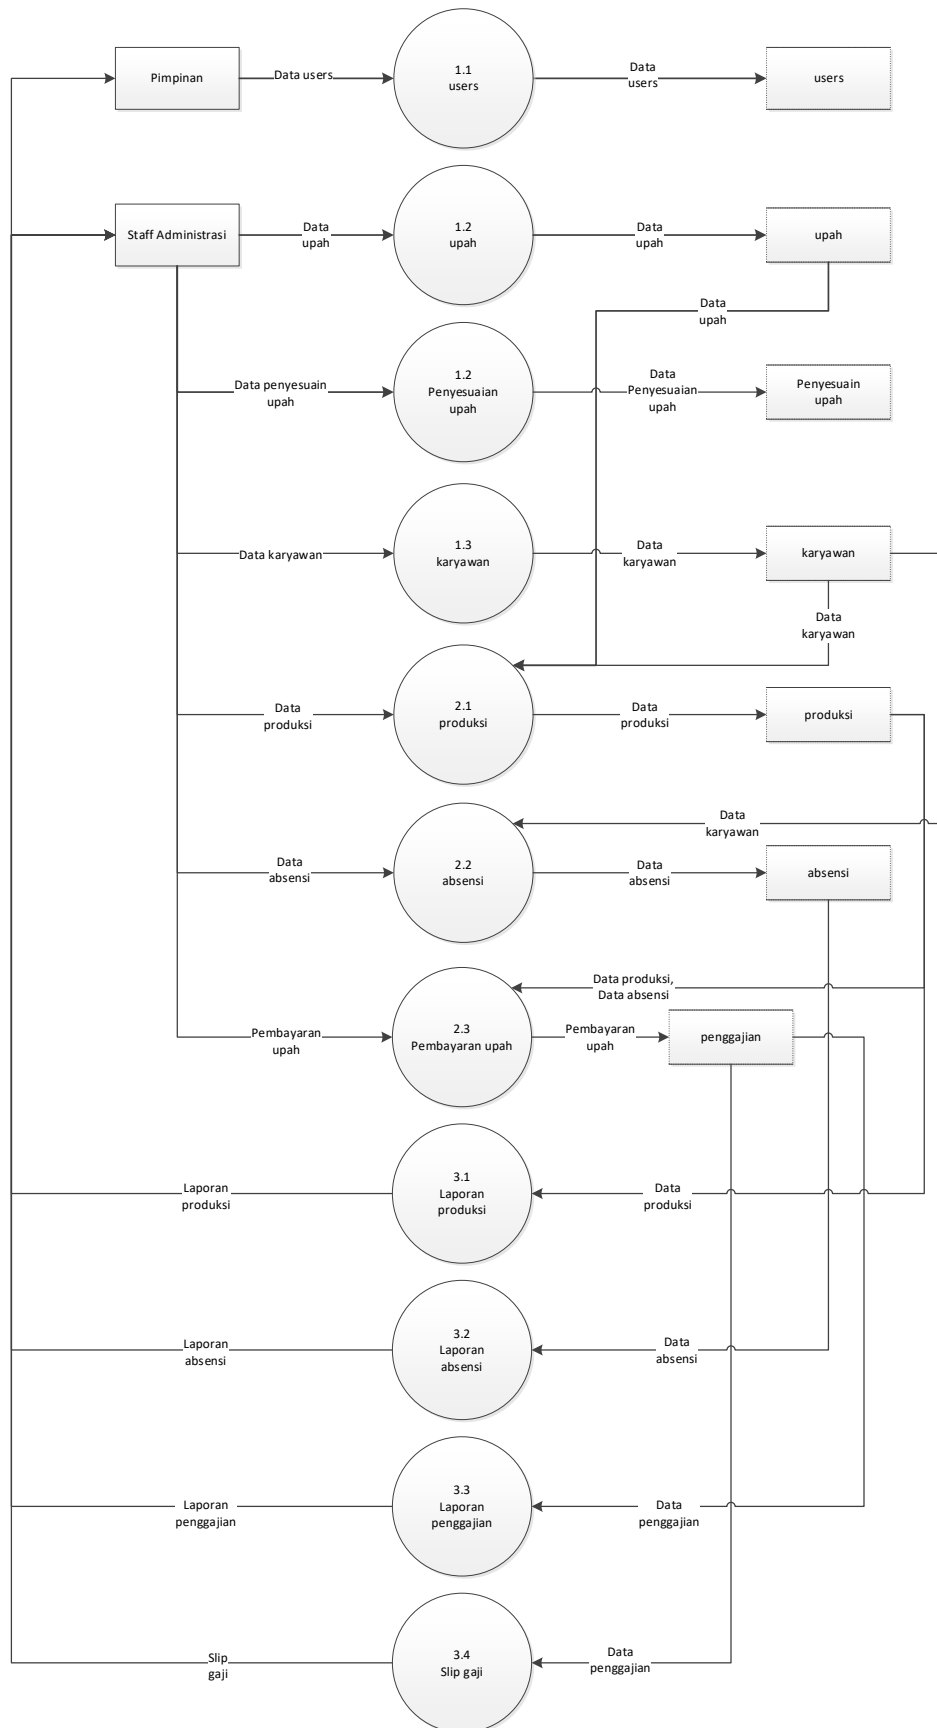 Pimpinan
Data users
1.1
users
Data
users
users
Staff Administrasi
Data
upah
1.2
upah
Data
upah
upah
Data
upah
Data penyesuain
upah
1.2
Penyesuaian
upah
Data
Penyesuaian
upah
Penyesuain
upah
Data karyawan
1.3
karyawan
Data
karyawan
karyawan
Data
karyawan
Data
produksi
2.1
produksi
Data
produksi
produksi
Data
karyawan
Data
absensi
2.2
absensi
Data
absensi
absensi
Data produksi,
Data absensi
Pembayaran
upah
2.3
Pembayaran upah
Pembayaran
upah
penggajian
Laporan
produksi
3.1
Laporan
produksi
Data
produksi
Laporan
absensi
3.2
Laporan
absensi
Data
absensi
Laporan
penggajian
3.3
Laporan
penggajian
Data
penggajian
Slip
gaji
3.4
Slip gaji
Data
penggajian